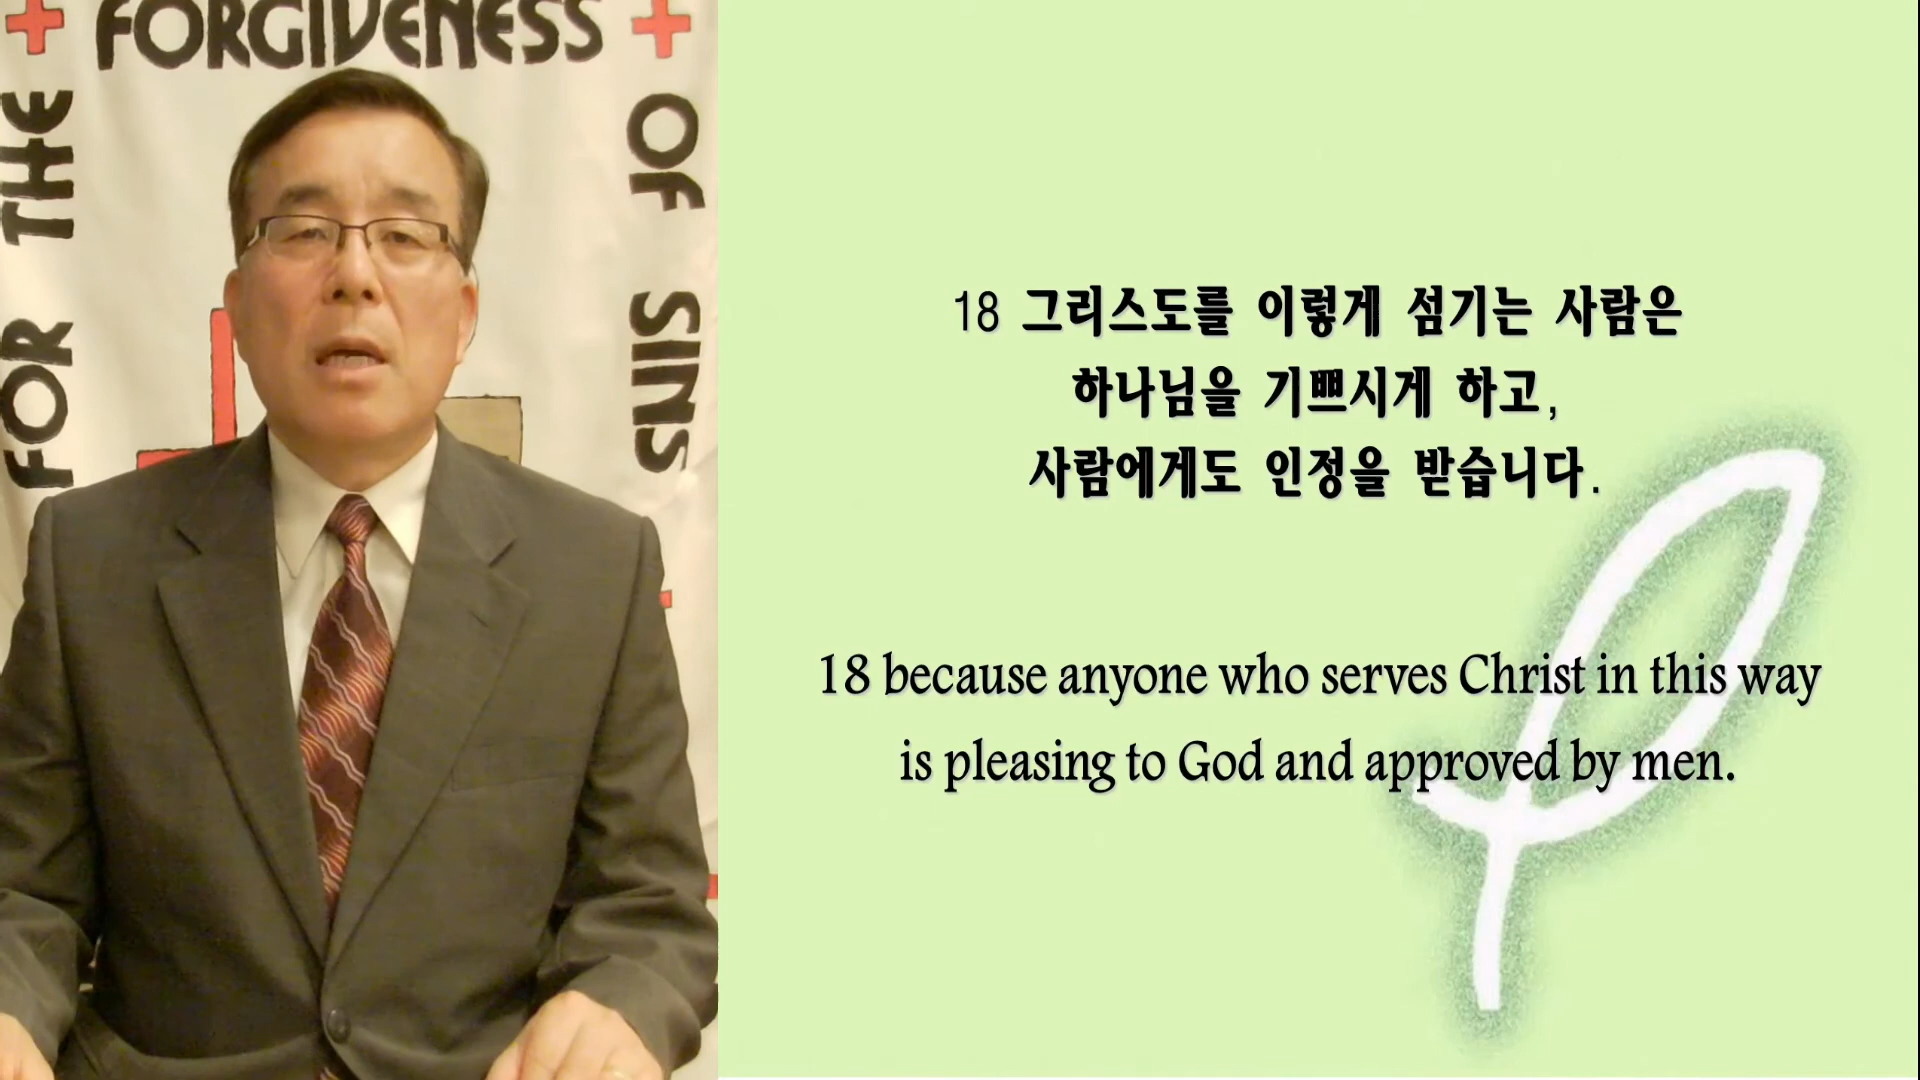 FOR THE
FORGIVENESS
OF SINS
18 그리스도를 이렇게 섬기는 사람은
하나님을 기쁘시게 하고,
사람에게도 인정을 받습니다.
18 because anyone who serves Christ in this way
is pleasing to God and approved by men.